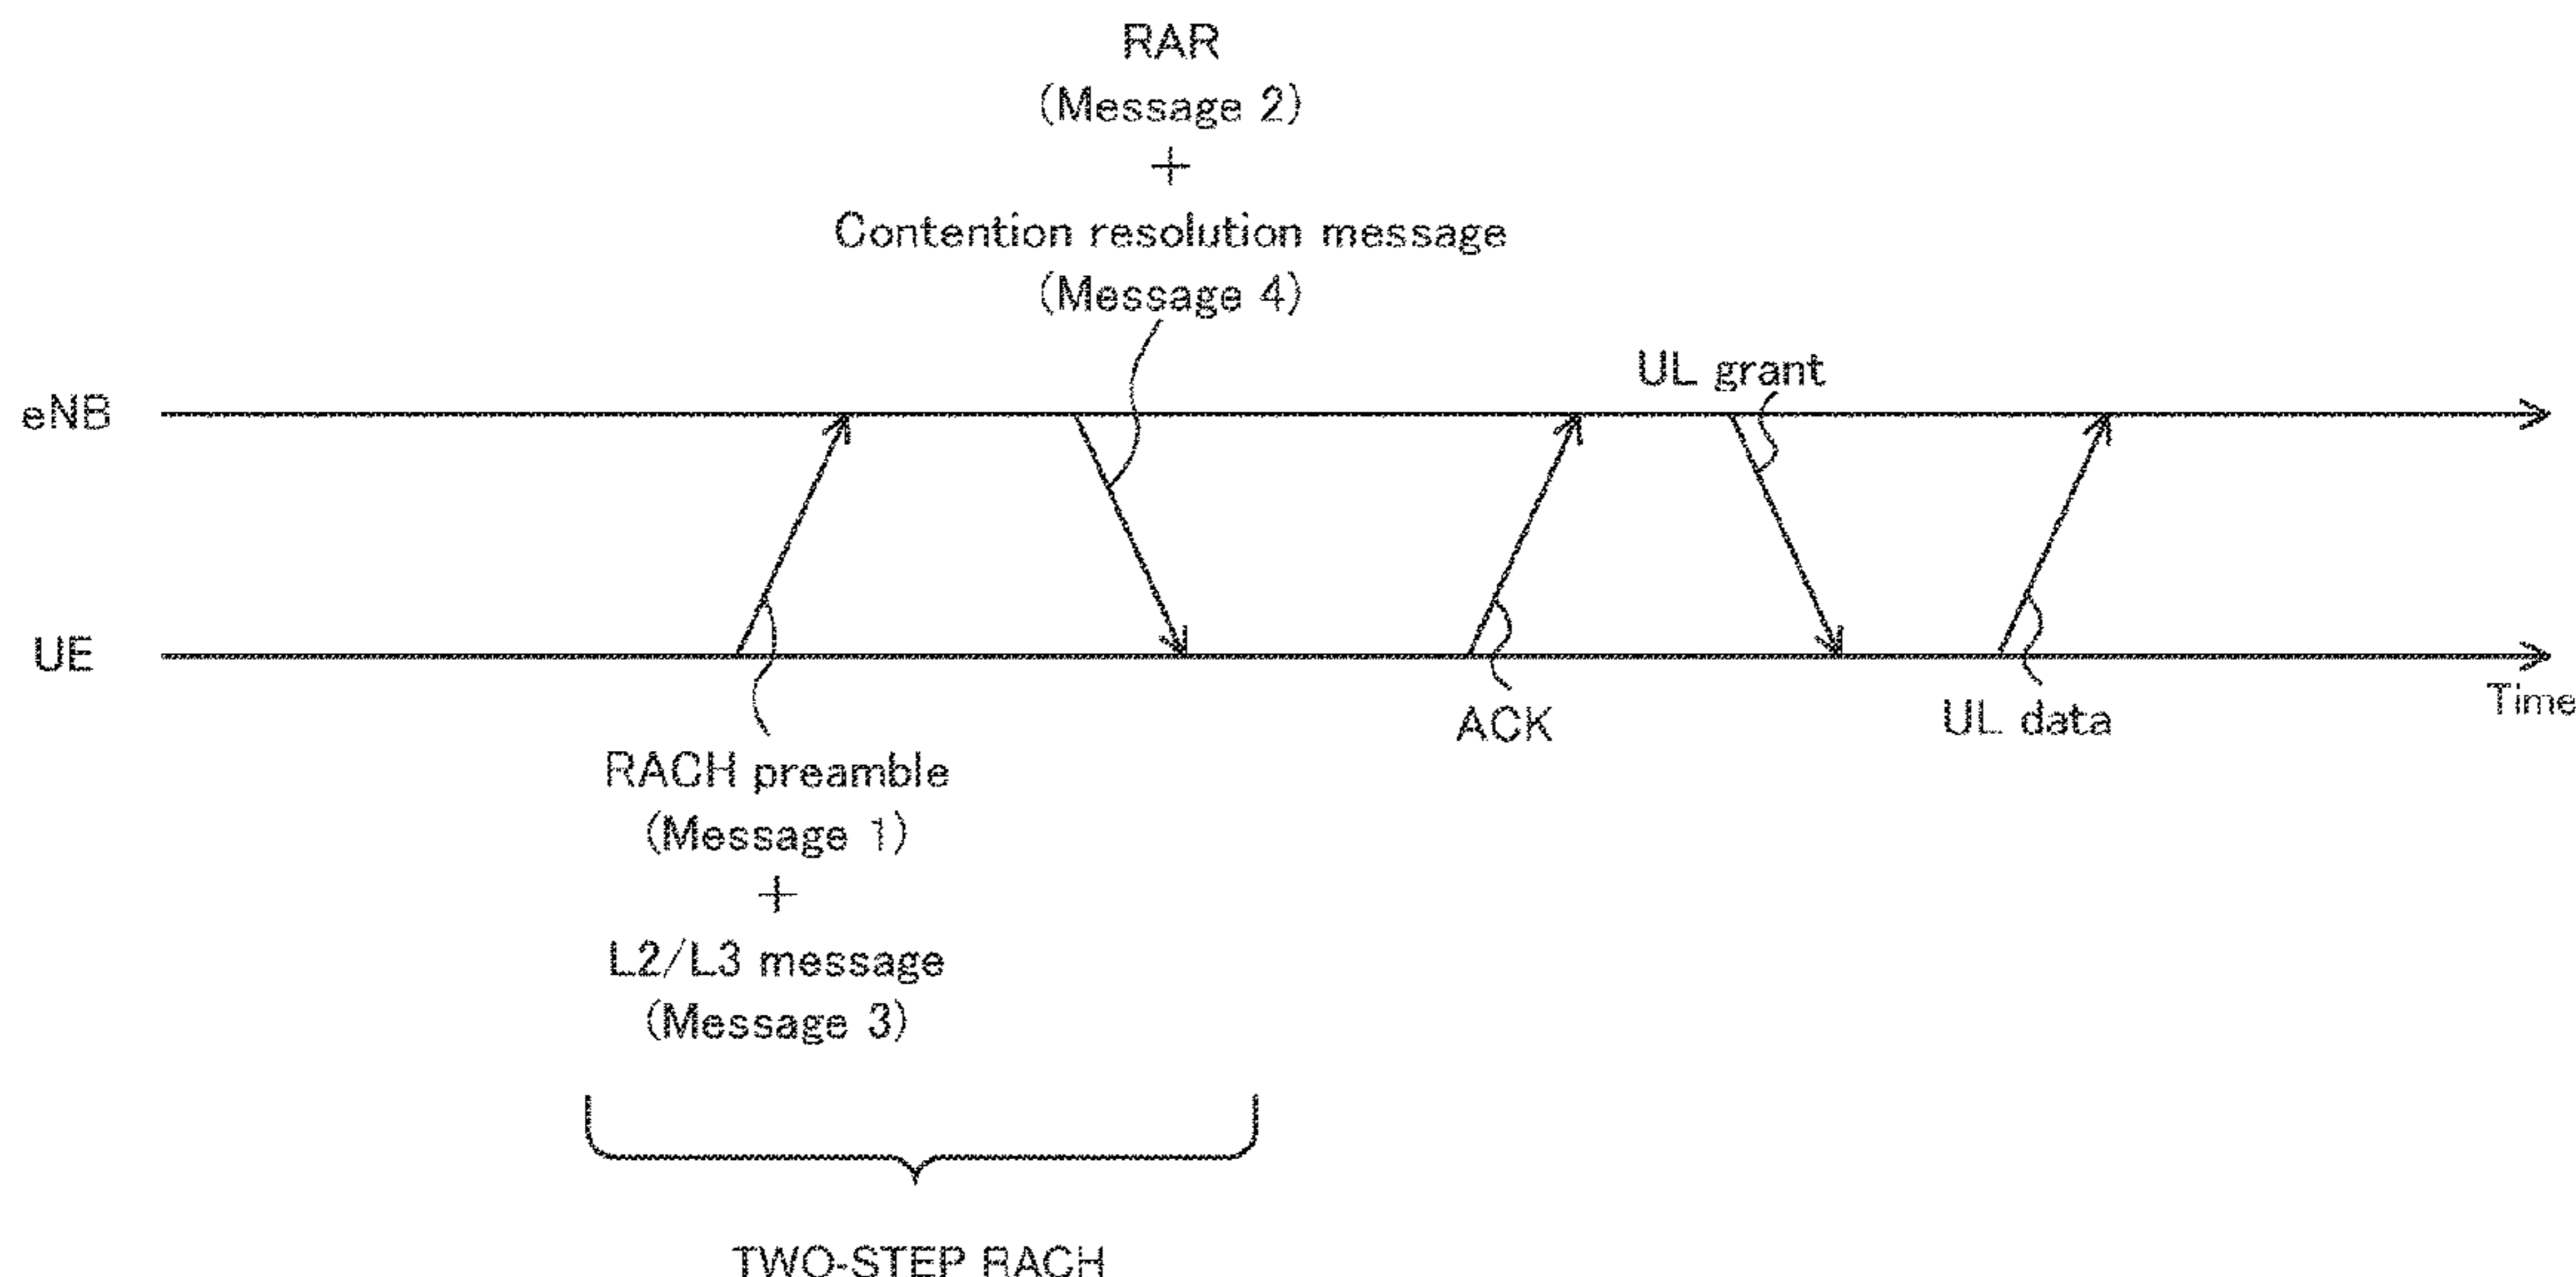 RAR
(Message 2)
+
Contention resolution message
(Message 4)
UL grant
eNB
UE
Time
ACK
UL data
RACH preamble
(Message 1)
+
L2/L3 message
(Message 3)
TWO-STEP RACH